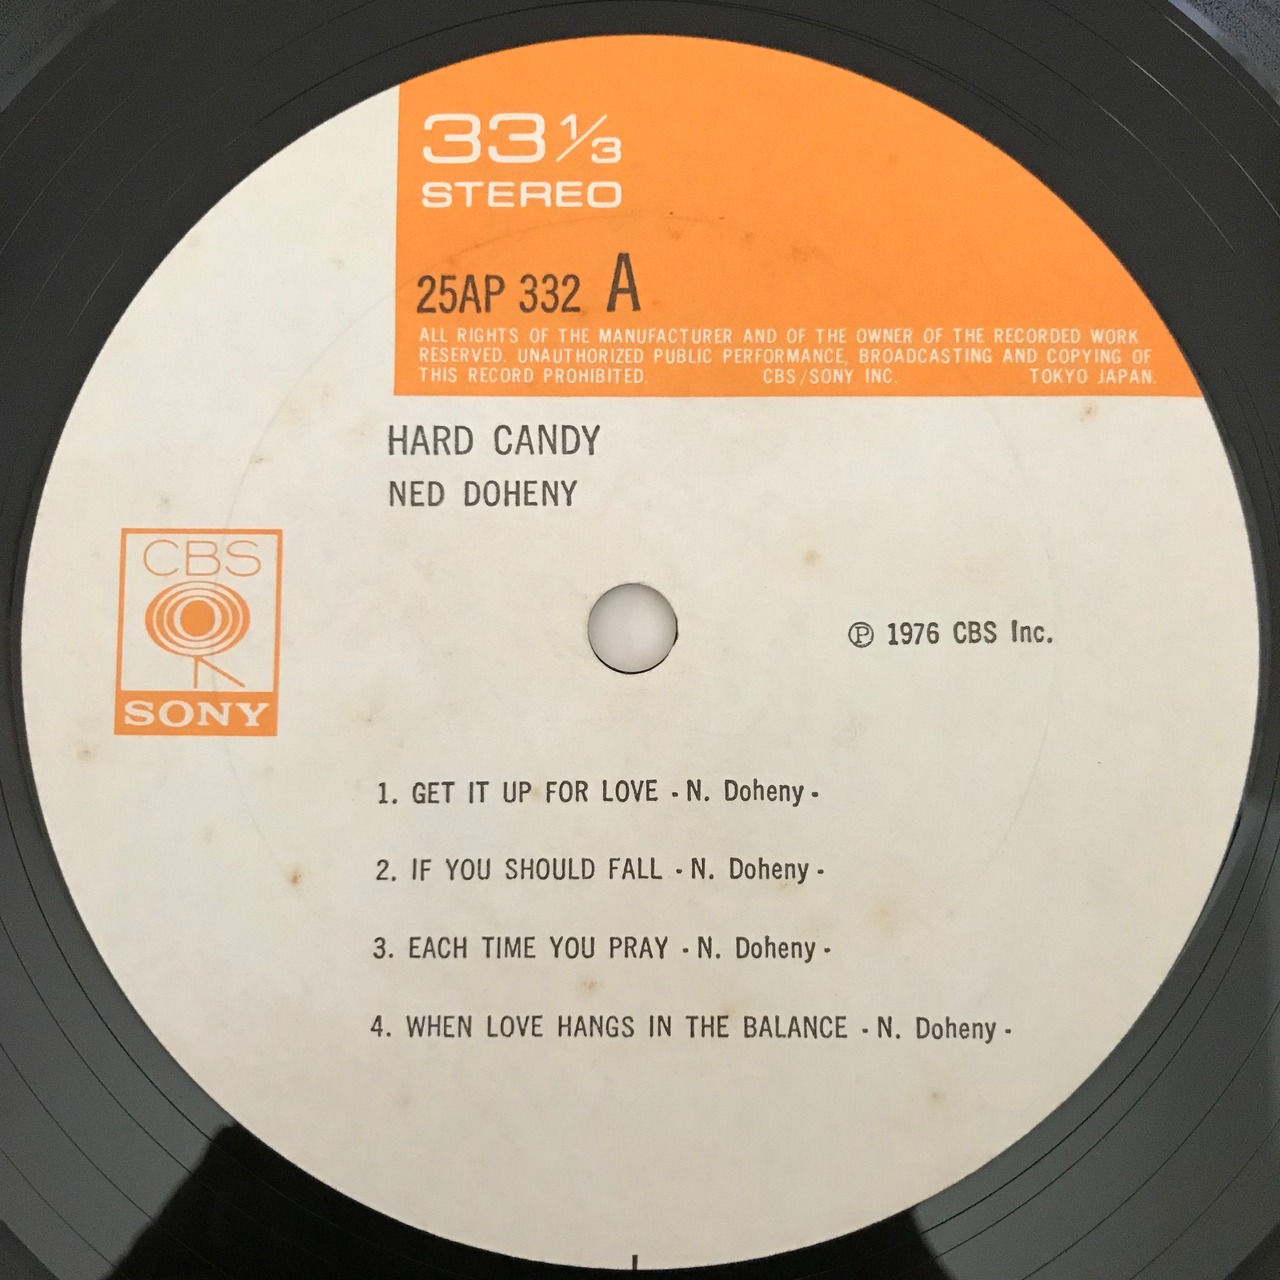 33 1/3
STEREO
25AP 332 A
ALL RIGHTS OF THE MANUFACTURER AND OF THE OWNER OF THE RECORDED WORK
RESERVED. UNAUTHORIZED PUBLIC PERFORMANCE, BROADCASTING AND COPYING OF
THIS RECORD PROHIBITED. CBS/SONY INC. TOKYO JAPAN.
HARD CANDY
NED DOHENY
CBS
SONY
℗ 1976 CBS Inc.
1. GET IT UP FOR LOVE - N. Doheny -
2. IF YOU SHOULD FALL - N. Doheny -
3. EACH TIME YOU PRAY - N. Doheny -
4. WHEN LOVE HANGS IN THE BALANCE - N. Doheny -